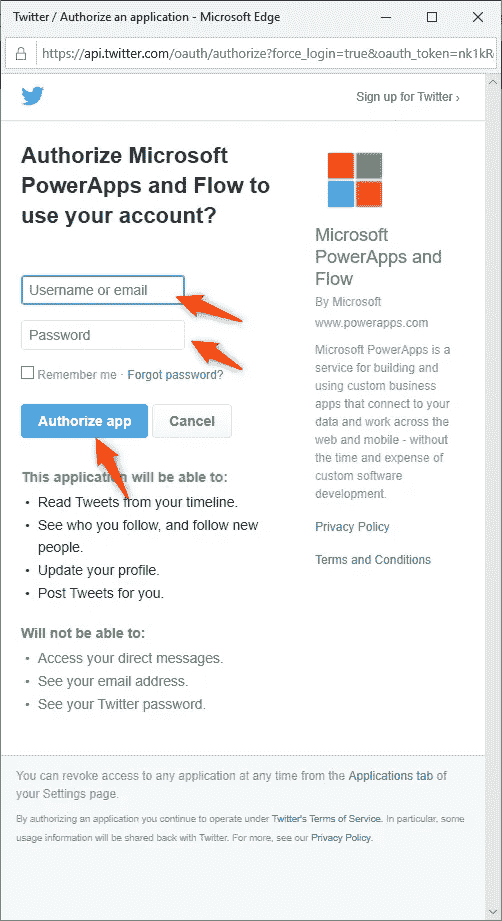 Twitter / Authorize an application - Microsoft Edge
https://api.twitter.com/oauth/authorize?force_login=true&oauth_token=nk1kR
Sign up for Twitter ›
Authorize Microsoft
PowerApps and Flow to
use your account?
Username or email
Password
Remember me · Forgot password?
Authorize app
Cancel
This application will be able to:
• Read Tweets from your timeline.
• See who you follow, and follow new
people.
• Update your profile.
• Post Tweets for you.
Will not be able to:
• Access your direct messages.
• See your email address.
• See your Twitter password.
Microsoft
PowerApps and
Flow
By Microsoft
www.powerapps.com
Microsoft PowerApps is a
service for building and
using custom business
apps that connect to your
data and work across the
web and mobile - without
the time and expense of
custom software
development.
Privacy Policy
Terms and Conditions
You can revoke access to any application at any time from the Applications tab of
your Settings page.
By authorizing an application you continue to operate under Twitter's Terms of Service. In particular, some
usage information will be shared back with Twitter. For more, see our Privacy Policy.